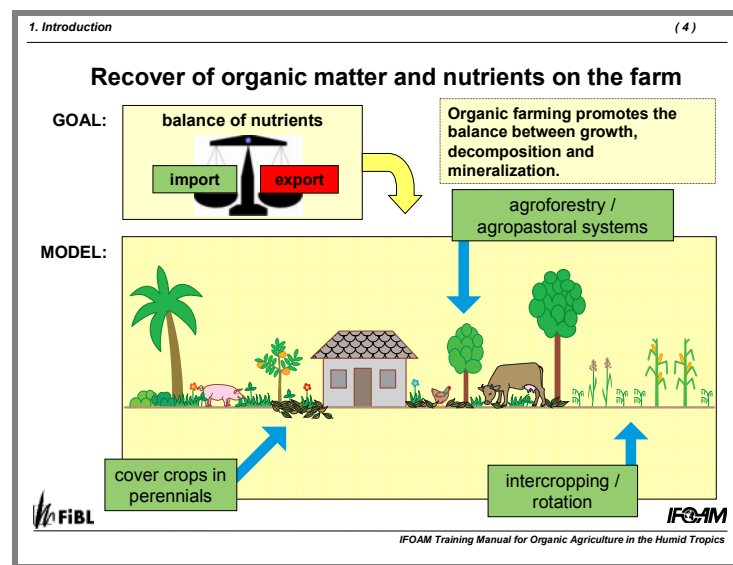 1. Introduction
( 4 )
Recover of organic matter and nutrients on the farm
GOAL:
balance of nutrients
import
export
Organic farming promotes the
balance between growth,
decomposition and
mineralization.
agroforestry /
agropastoral systems
MODEL:
cover crops in
perennials
intercropping /
rotation
FiBL
IFOAM
IFOAM Training Manual for Organic Agriculture in the Humid Tropics